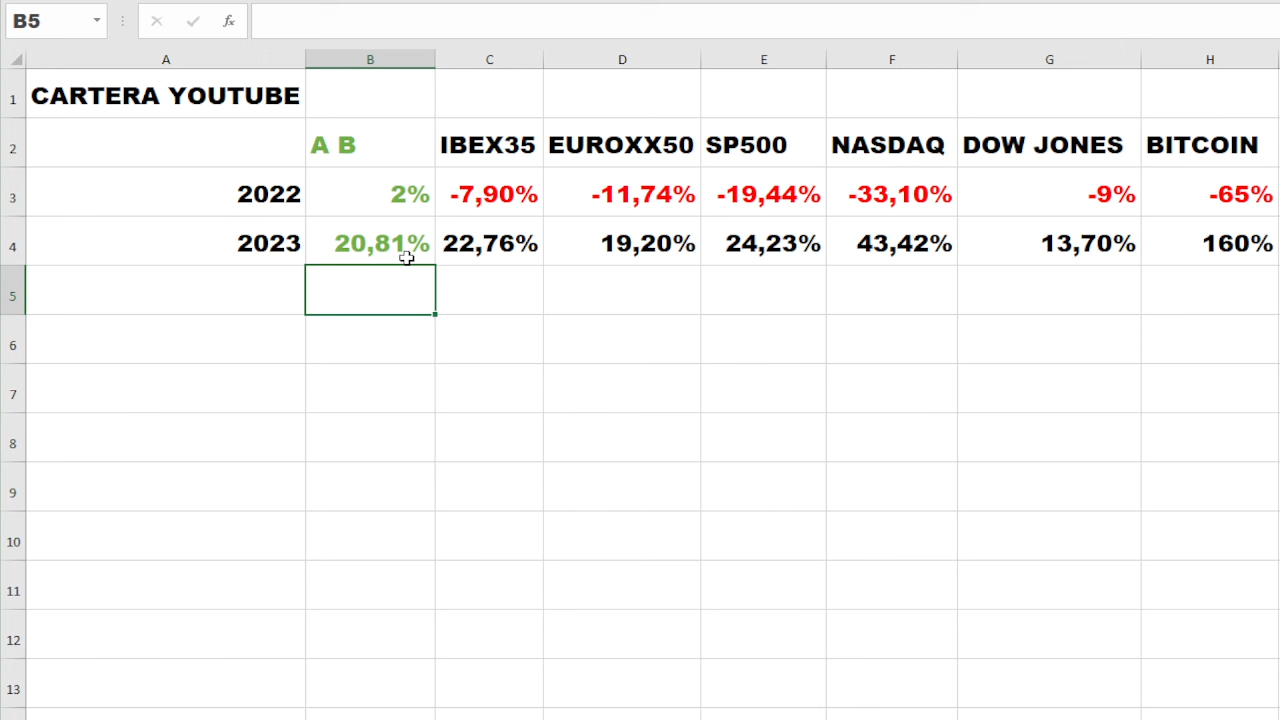 B5 fx
A B C D E F G H
1 CARTERA YOUTUBE
2 A B IBEX35 EUROXX50 SP500 NASDAQ DOW JONES BITCOIN
3 2022 2% -7,90% -11,74% -19,44% -33,10% -9% -65%
4 2023 20,81% 22,76% 19,20% 24,23% 43,42% 13,70% 160%
5
6
7
8
9
10
11
12
13